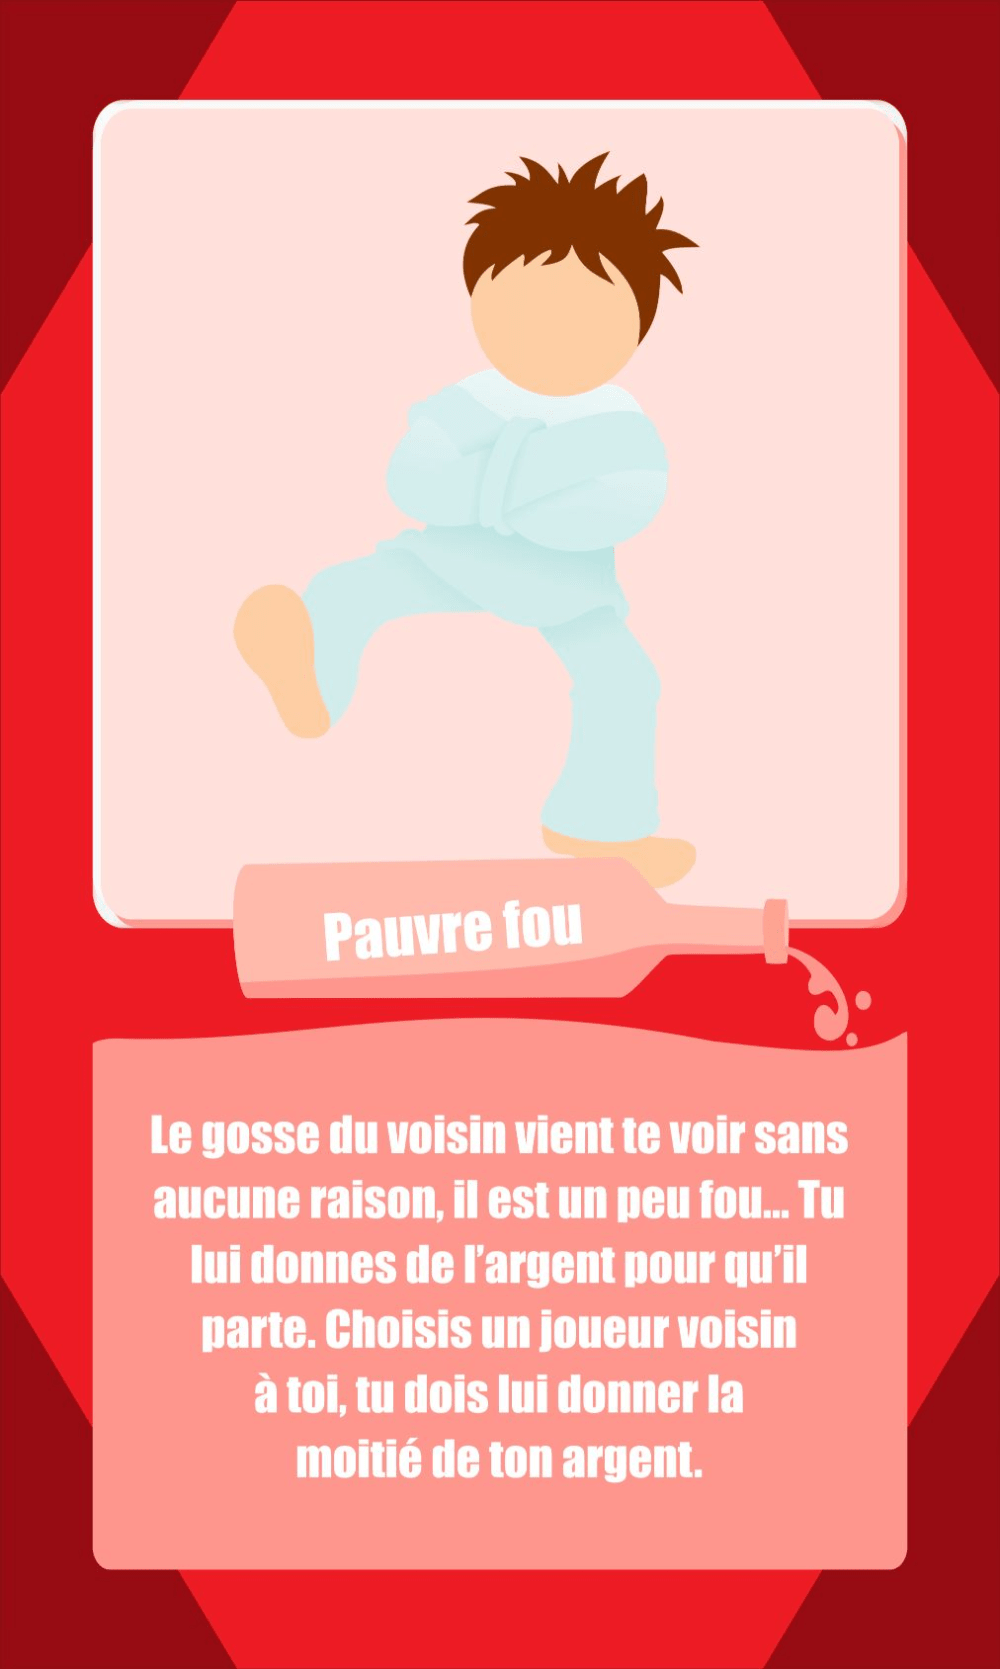 Pauvre fou
Le gosse du voisin vient te voir sans
aucune raison, il est un peu fou... Tu
lui donnes de l’argent pour qu’il
parte. Choisis un joueur voisin
à toi, tu dois lui donner la
moitié de ton argent.